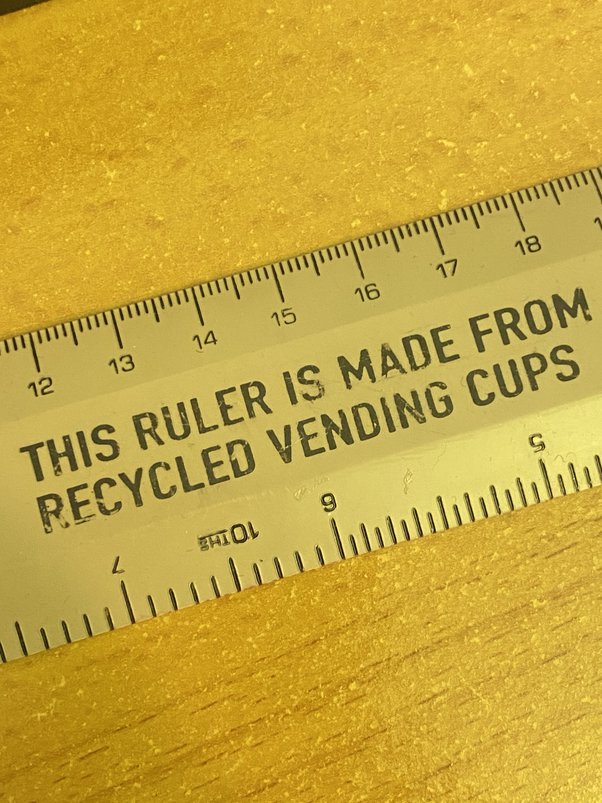 12 13 14 15 16 17 18
THIS RULER IS MADE FROM
RECYCLED VENDING CUPS
7 10THS 6 5